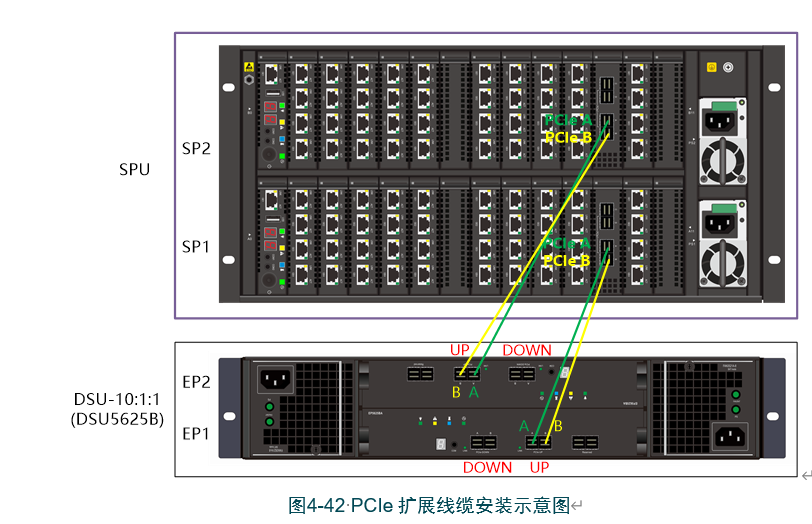 SPU
SP2
PCIe A
PCIe B
SP1
PCIe A
PCIe B
UP
DOWN
DSU-10:1:1
(DSU5625B)
EP2
B
A
EP1
A
B
DOWN
UP
图4-42·PCIe 扩展线缆安装示意图↵